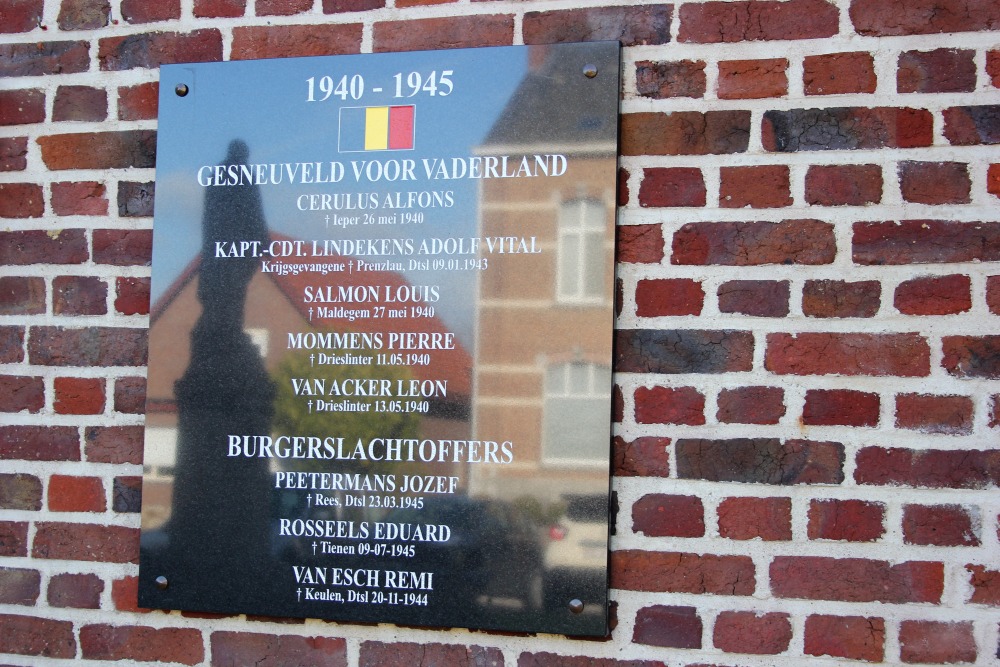 1940 - 1945
GESNEUVELD VOOR VADERLAND
CERULUS ALFONS
† Ieper 26 mei 1940
KAPT.-CDT. LINDEKENS ADOLF VITAL
Krijgsgevangene † Prenzlau, Dtsl 09.01.1943
SALMON LOUIS
† Maldegem 27 mei 1940
MOMMENS PIERRE
† Drieslinter 11.05.1940
VAN ACKER LEON
† Drieslinter 13.05.1940
BURGERSLACHTOFFERS
PEETERMANS JOZEF
† Rees, Dtsl 23.03.1945
ROSSEELS EDUARD
† Tienen 09-07-1945
VAN ESCH REMI
† Keulen, Dtsl 20-11-1944